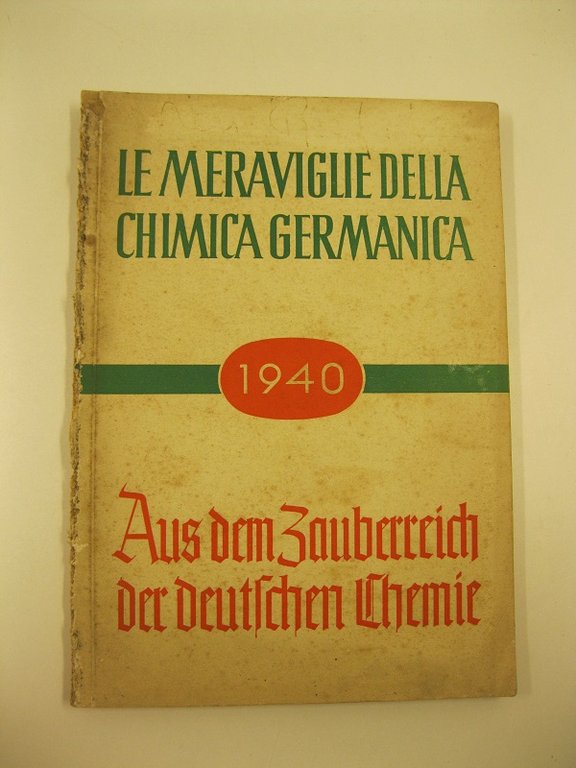 LE MERAVIGLIE DELLA
CHIMICA GERMANICA
1940
Aus dem Zauberreich
der deutſchen Chemie